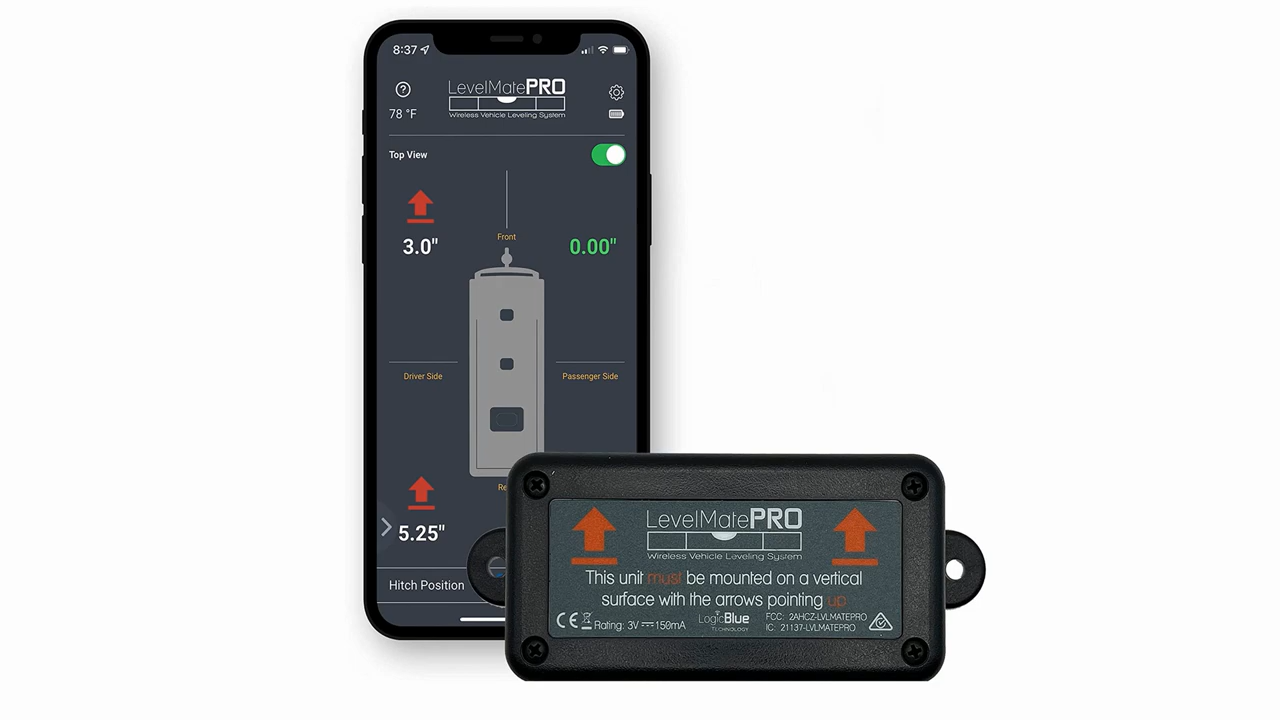 8:37
LevelMatePRO
Wireless Vehicle Leveling System
78 °F
Top View
Front
3.0"
0.00"
Driver Side
Passenger Side
Re
5.25"
Hitch Position
LevelMatePRO
Wireless Vehicle Leveling System
This unit must be mounted on a vertical
surface with the arrows pointing up
CE Rating: 3V 150mA
LogicBlue
TECHNOLOGY
FCC: 2AHCZ-LVLMATEPRO
IC: 21137-LVLMATEPRO